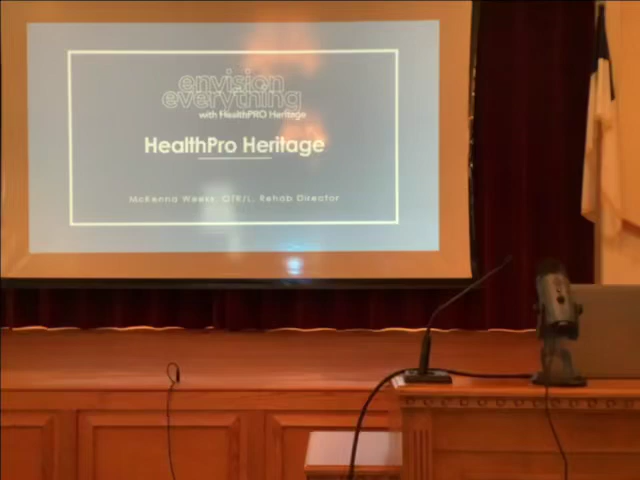 envision
everything
with HealthPRO Heritage
HealthPro Heritage
McKenna Weeks, OTR/L, Rehab Director